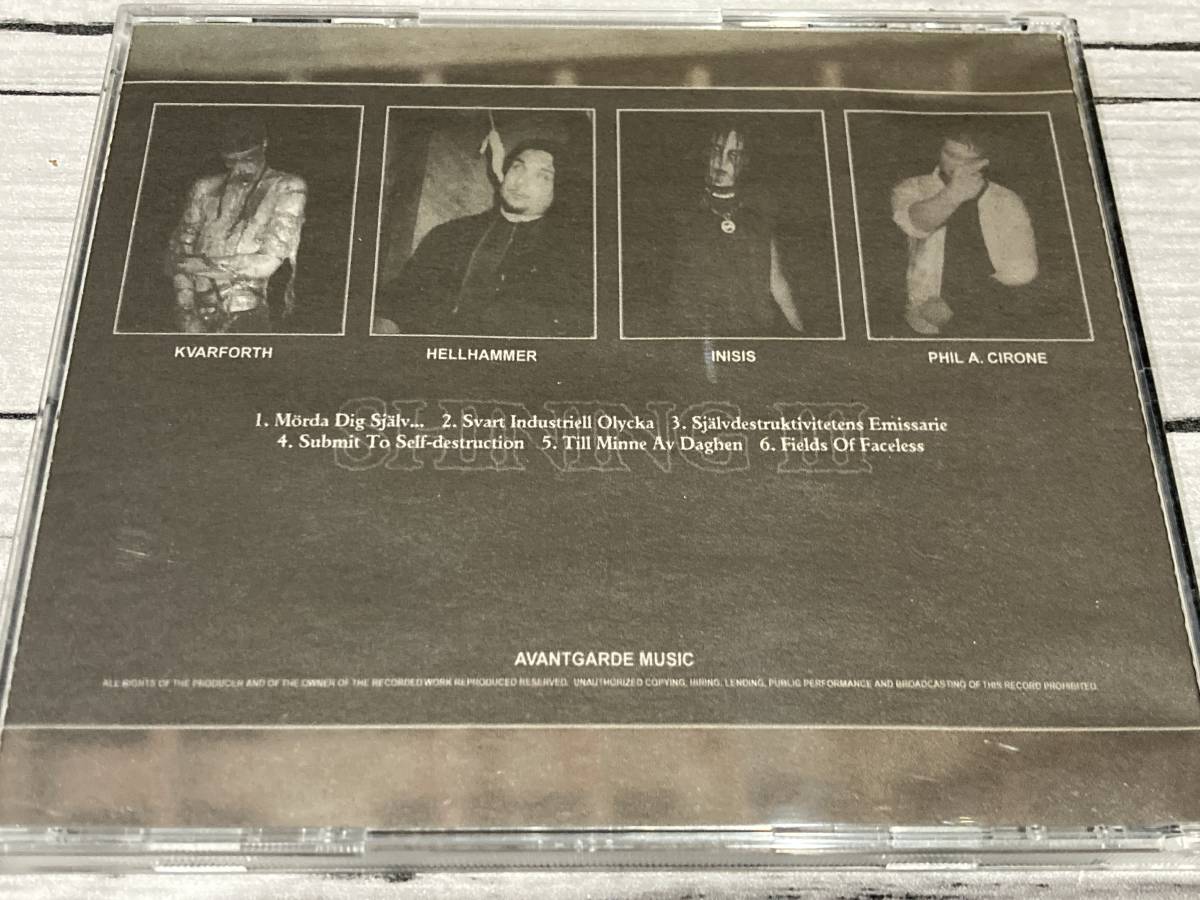 KVARFORTH HELLHAMMER INISIS PHIL A. CIRONE
SHINING III
1. Mörda Dig Själv... 2. Svart Industriell Olycka 3. Självdestruktivitetens Emissarie
4. Submit To Self-destruction 5. Till Minne Av Daghen 6. Fields Of Faceless
AVANTGARDE MUSIC
ALL RIGHTS OF THE PRODUCER AND OF THE OWNER OF THE RECORDED WORK REPRODUCED RESERVED. UNAUTHORIZED COPYING, HIRING, LENDING, PUBLIC PERFORMANCE AND BROADCASTING OF THIS RECORD PROHIBITED.